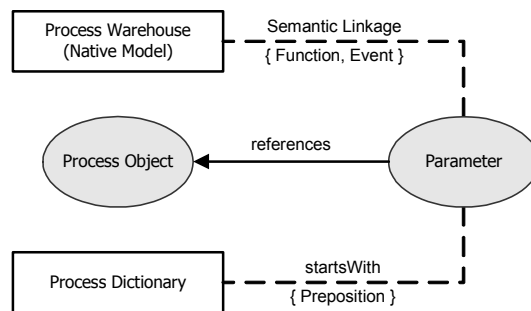 Process Warehouse
(Native Model)
Semantic Linkage
{ Function, Event }
Process Object
references
Parameter
Process Dictionary
startsWith
{ Preposition }